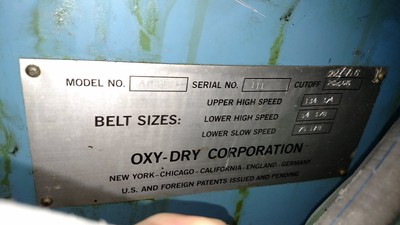 MODEL NO. SERIAL NO. 111 CUTOFF
UPPER HIGH SPEED
BELT SIZES: LOWER HIGH SPEED
LOWER SLOW SPEED
OXY-DRY CORPORATION
NEW YORK-CHICAGO-CALIFORNIA-ENGLAND-GERMANY
U.S. AND FOREIGN PATENTS ISSUED AND PENDING